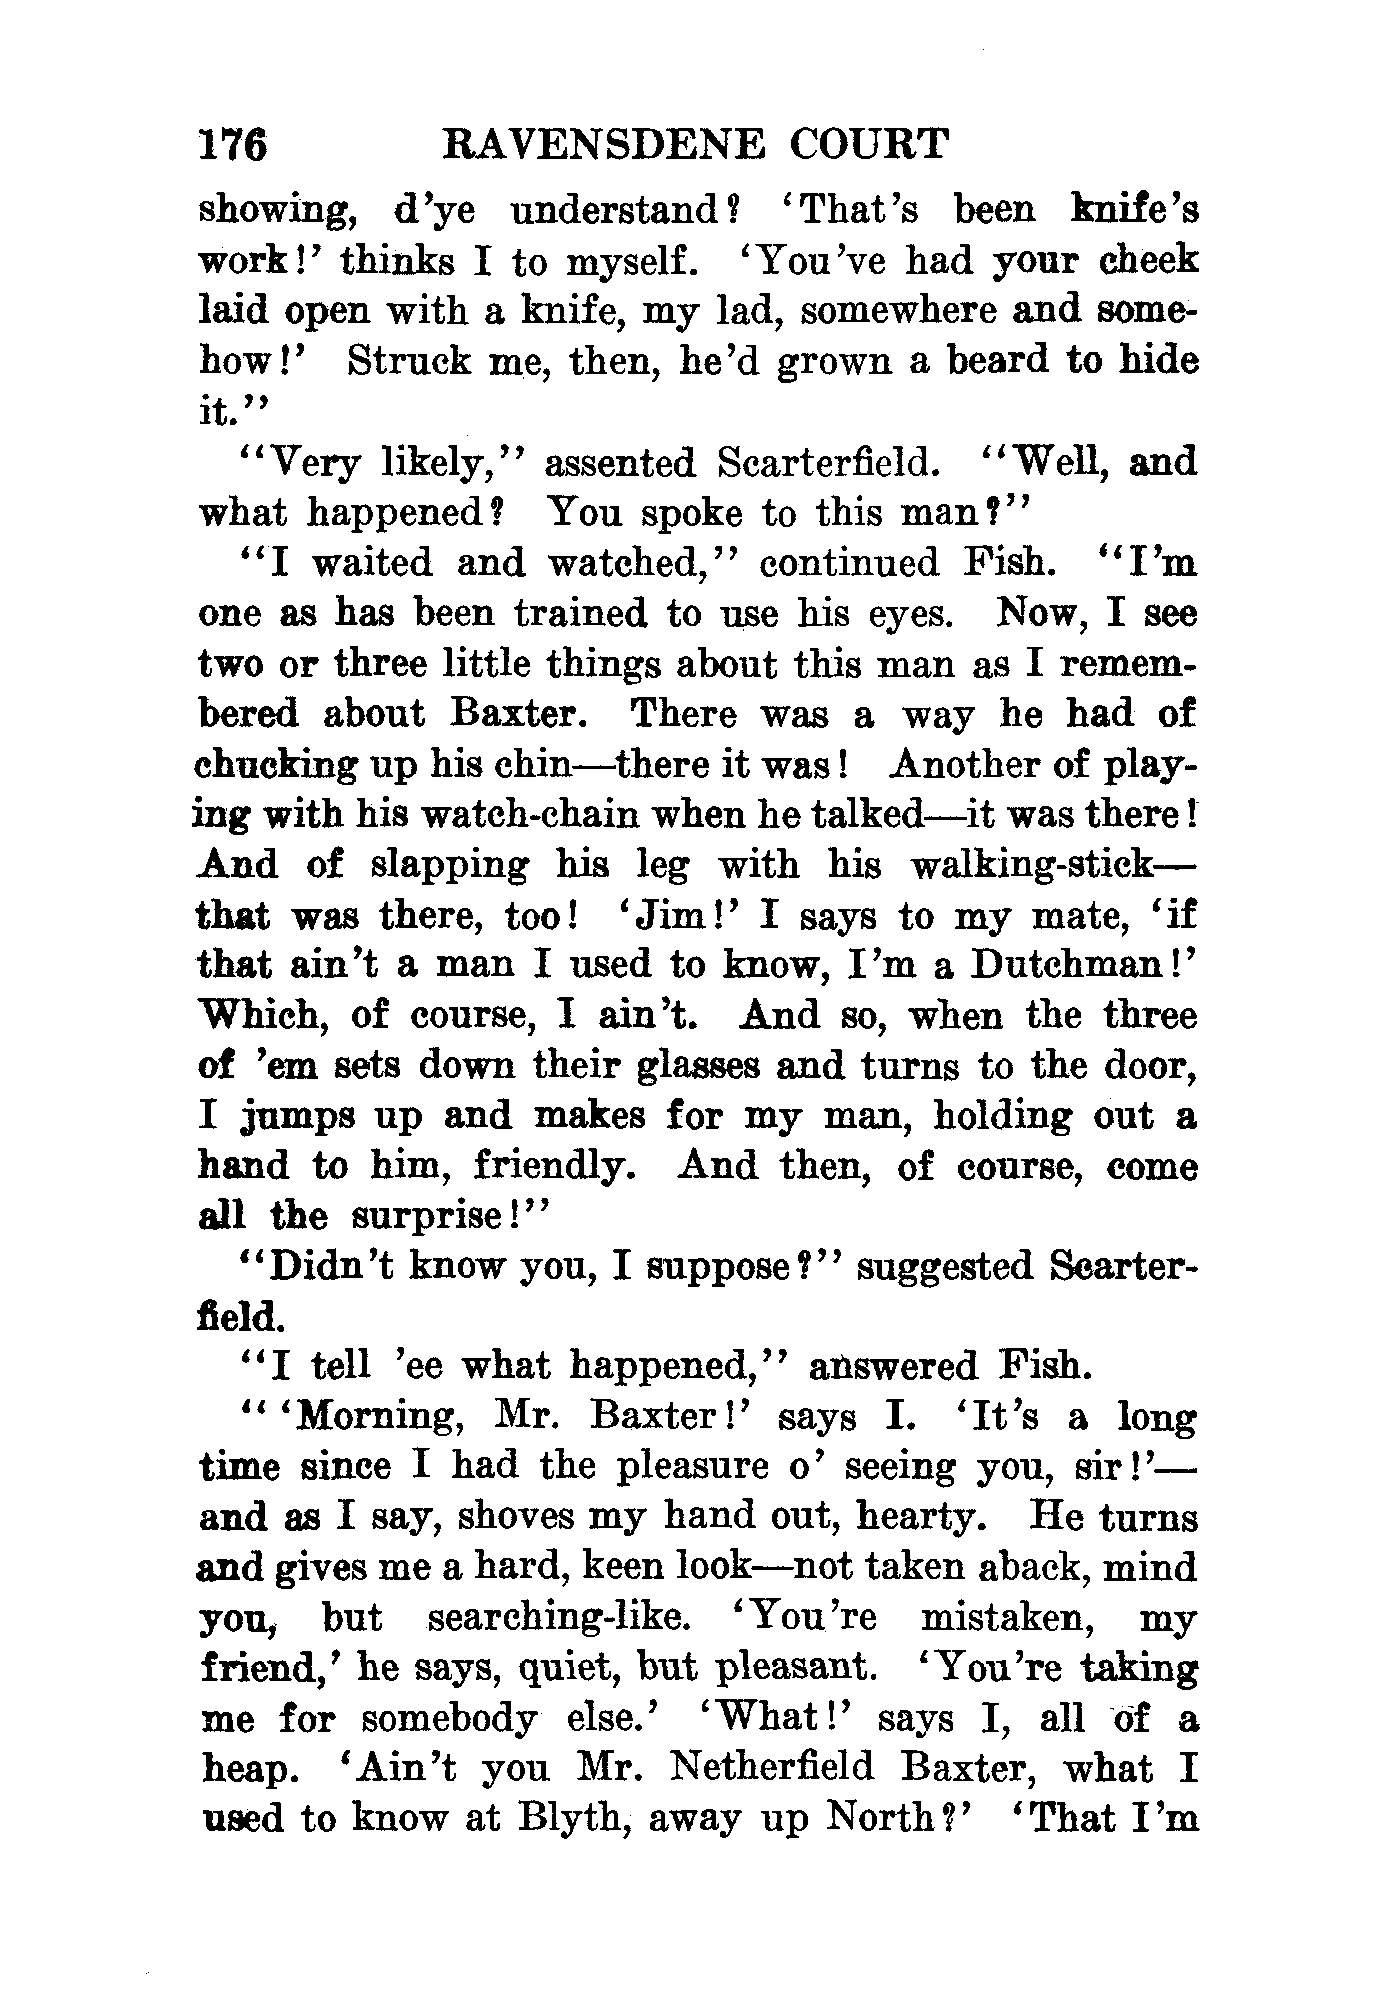 176 RAVENSDENE COURT
showing, d'ye understand? 'That's been knife's
work!' thinks I to myself. 'You've had your cheek
laid open with a knife, my lad, somewhere and some-
how!' Struck me, then, he'd grown a beard to hide
it."
"Very likely," assented Scarterfield. "Well, and
what happened? You spoke to this man?"
"I waited and watched," continued Fish. "I'm
one as has been trained to use his eyes. Now, I see
two or three little things about this man as I remem-
bered about Baxter. There was a way he had of
chucking up his chin—there it was! Another of play-
ing with his watch-chain when he talked—it was there!
And of slapping his leg with his walking-stick—
that was there, too! 'Jim!' I says to my mate, 'if
that ain't a man I used to know, I'm a Dutchman!'
Which, of course, I ain't. And so, when the three
of 'em sets down their glasses and turns to the door,
I jumps up and makes for my man, holding out a
hand to him, friendly. And then, of course, come
all the surprise!"
"Didn't know you, I suppose?" suggested Scarter-
field.
"I tell 'ee what happened," answered Fish.
"'Morning, Mr. Baxter!' says I. 'It's a long
time since I had the pleasure o' seeing you, sir!'—
and as I say, shoves my hand out, hearty. He turns
and gives me a hard, keen look—not taken aback, mind
you, but searching-like. 'You're mistaken, my
friend,' he says, quiet, but pleasant. 'You're taking
me for somebody else.' 'What!' says I, all of a
heap. 'Ain't you Mr. Netherfield Baxter, what I
used to know at Blyth, away up North?' 'That I'm